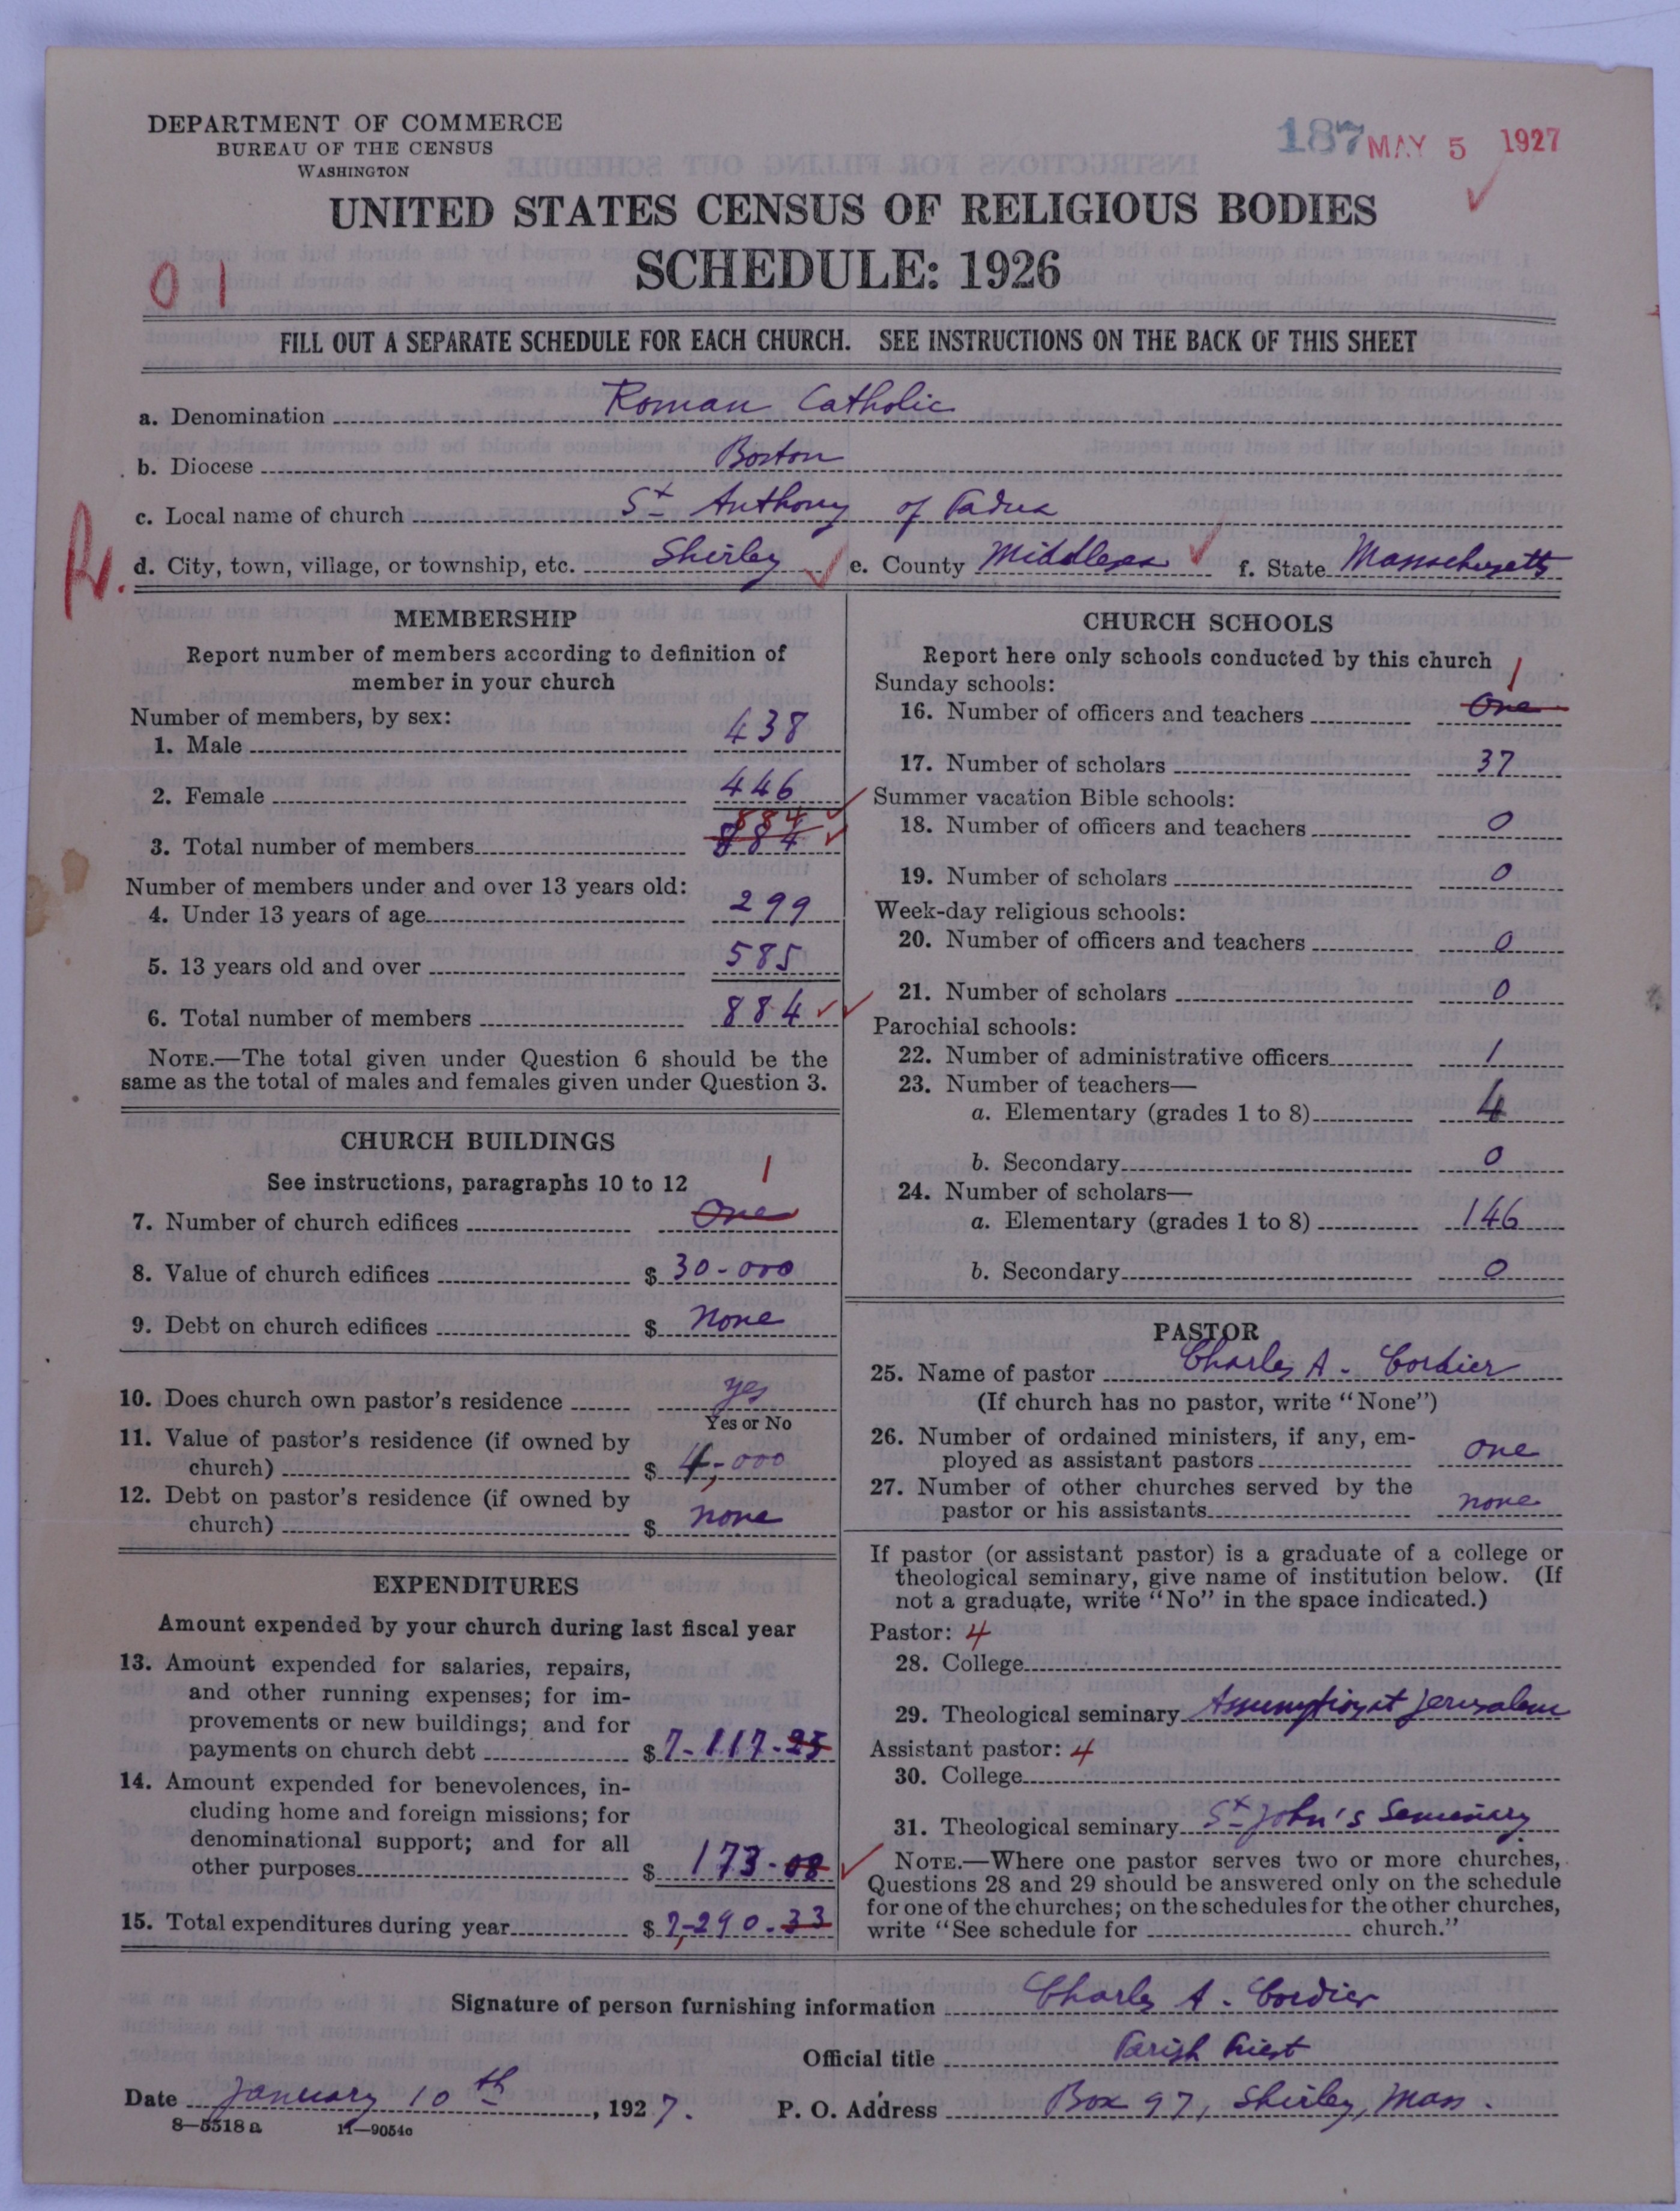 DEPARTMENT OF COMMERCE
BUREAU OF THE CENSUS
WASHINGTON
187 MAY 5 1927
UNITED STATES CENSUS OF RELIGIOUS BODIES
SCHEDULE: 1926
01
FILL OUT A SEPARATE SCHEDULE FOR EACH CHURCH. SEE INSTRUCTIONS ON THE BACK OF THIS SHEET
a. Denomination Roman Catholic
b. Diocese Boston
c. Local name of church St Anthony of Padua
R.
d. City, town, village, or township, etc. Shirley e. County Middlesex f. State Massachusetts
MEMBERSHIP
Report number of members according to definition of
member in your church
Number of members, by sex:
1. Male 438
2. Female 446
884
3. Total number of members 884
Number of members under and over 13 years old:
4. Under 13 years of age 299
5. 13 years old and over 585
6. Total number of members 884
NOTE.—The total given under Question 6 should be the
same as the total of males and females given under Question 3.
CHURCH BUILDINGS
See instructions, paragraphs 10 to 12
1
7. Number of church edifices One
8. Value of church edifices $ 30-000
9. Debt on church edifices $ none
10. Does church own pastor's residence yes
Yes or No
11. Value of pastor's residence (if owned by
church) $ 4,-000
12. Debt on pastor's residence (if owned by
church) $ none
EXPENDITURES
Amount expended by your church during last fiscal year
13. Amount expended for salaries, repairs,
and other running expenses; for im-
provements or new buildings; and for
payments on church debt $ 7-117-25
14. Amount expended for benevolences, in-
cluding home and foreign missions; for
denominational support; and for all
other purposes $ 173-08
15. Total expenditures during year $ 7,-290-33
CHURCH SCHOOLS
Report here only schools conducted by this church
Sunday schools:
1
16. Number of officers and teachers One
17. Number of scholars 37
Summer vacation Bible schools:
18. Number of officers and teachers 0
19. Number of scholars 0
Week-day religious schools:
20. Number of officers and teachers 0
21. Number of scholars 0
Parochial schools:
22. Number of administrative officers 1
23. Number of teachers—
a. Elementary (grades 1 to 8) 4
b. Secondary 0
24. Number of scholars—
a. Elementary (grades 1 to 8) 146
b. Secondary 0
PASTOR
25. Name of pastor Charles A. Cordier
(If church has no pastor, write "None")
26. Number of ordained ministers, if any, em-
ployed as assistant pastors one
27. Number of other churches served by the
pastor or his assistants none
If pastor (or assistant pastor) is a graduate of a college or
theological seminary, give name of institution below. (If
not a graduate, write "No" in the space indicated.)
Pastor: 4
28. College
29. Theological seminary Assumption at Jerusalem
Assistant pastor: 4
30. College
31. Theological seminary St John's Seminary
NOTE.—Where one pastor serves two or more churches,
Questions 28 and 29 should be answered only on the schedule
for one of the churches; on the schedules for the other churches,
write "See schedule for church."
Signature of person furnishing information Charles A. Cordier
Official title Parish Priest
Date January 10th, 1927. P. O. Address Box 97, Shirley, Mass.
8—5518 a 11—9054c